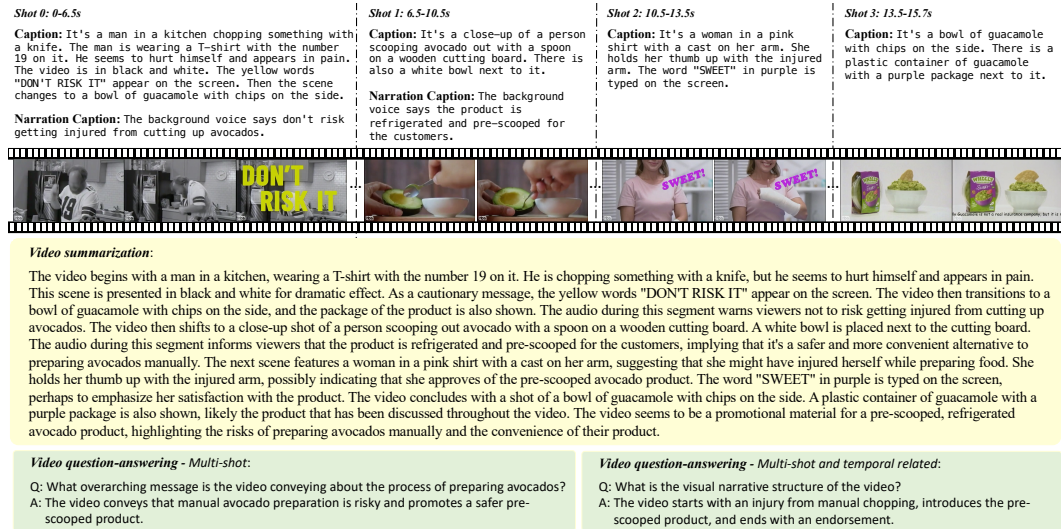 Shot 0: 0-6.5s
Caption: It's a man in a kitchen chopping something with
a knife. The man is wearing a T-shirt with the number
19 on it. He seems to hurt himself and appears in pain.
The video is in black and white. The yellow words
"DON'T RISK IT" appear on the screen. Then the scene
changes to a bowl of guacamole with chips on the side.
Narration Caption: The background voice says don't risk
getting injured from cutting up avocados.
Shot 1: 6.5-10.5s
Caption: It's a close-up of a person
scooping avocado out with a spoon
on a wooden cutting board. There is
also a white bowl next to it.
Narration Caption: The background
voice says the product is
refrigerated and pre-scooped for
the customers.
Shot 2: 10.5-13.5s
Caption: It's a woman in a pink
shirt with a cast on her arm. She
holds her thumb up with the injured
arm. The word "SWEET" in purple is
typed on the screen.
Shot 3: 13.5-15.7s
Caption: It's a bowl of guacamole
with chips on the side. There is a
plastic container of guacamole
with a purple package next to it.
19
DON'T
RISK IT
...
SWEET!
SWEET!
...
Video summarization:
The video begins with a man in a kitchen, wearing a T-shirt with the number 19 on it. He is chopping something with a knife, but he seems to hurt himself and appears in pain.
This scene is presented in black and white for dramatic effect. As a cautionary message, the yellow words "DON'T RISK IT" appear on the screen. The video then transitions to a
bowl of guacamole with chips on the side, and the package of the product is also shown. The audio during this segment warns viewers not to risk getting injured from cutting up
avocados. The video then shifts to a close-up shot of a person scooping out avocado with a spoon on a wooden cutting board. A white bowl is placed next to the cutting board.
The audio during this segment informs viewers that the product is refrigerated and pre-scooped for the customers, implying that it's a safer and more convenient alternative to
preparing avocados manually. The next scene features a woman in a pink shirt with a cast on her arm, suggesting that she might have injured herself while preparing food. She
holds her thumb up with the injured arm, possibly indicating that she approves of the pre-scooped avocado product. The word "SWEET" in purple is typed on the screen,
perhaps to emphasize her satisfaction with the product. The video concludes with a shot of a bowl of guacamole with chips on the side. A plastic container of guacamole with a
purple package is also shown, likely the product that has been discussed throughout the video. The video seems to be a promotional material for a pre-scooped, refrigerated
avocado product, highlighting the risks of preparing avocados manually and the convenience of their product.
Video question-answering - Multi-shot:
Q: What overarching message is the video conveying about the process of preparing avocados?
A: The video conveys that manual avocado preparation is risky and promotes a safer pre-
scooped product.
Video question-answering - Multi-shot and temporal related:
Q: What is the visual narrative structure of the video?
A: The video starts with an injury from manual chopping, introduces the pre-
scooped product, and ends with an endorsement.